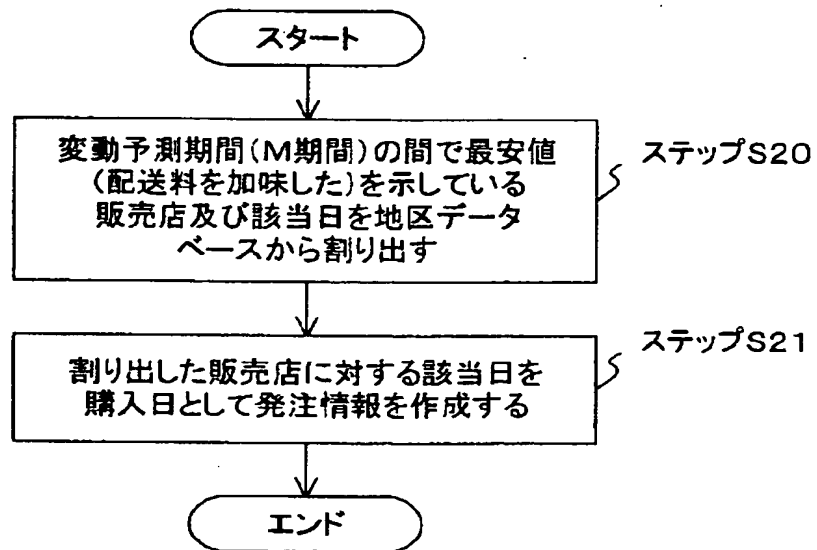 スタート
変動予測期間(M期間)の間で最安値
(配送料を加味した)を示している
販売店及び該当日を地区データ
ベースから割り出す
ステップS20
割り出した販売店に対する該当日を
購入日として発注情報を作成する
ステップS21
エンド